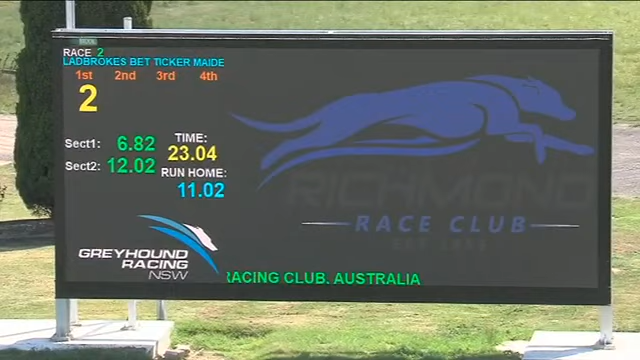 RACE 2
LADBROKES BET TICKER MAIDE
1st 2nd 3rd 4th
2
Sect1: 6.82
Sect2: 12.02
TIME:
23.04
RUN HOME:
11.02
RICHMOND
RACE CLUB
GREYHOUND
RACING
NSW
RACING CLUB. AUSTRALIA